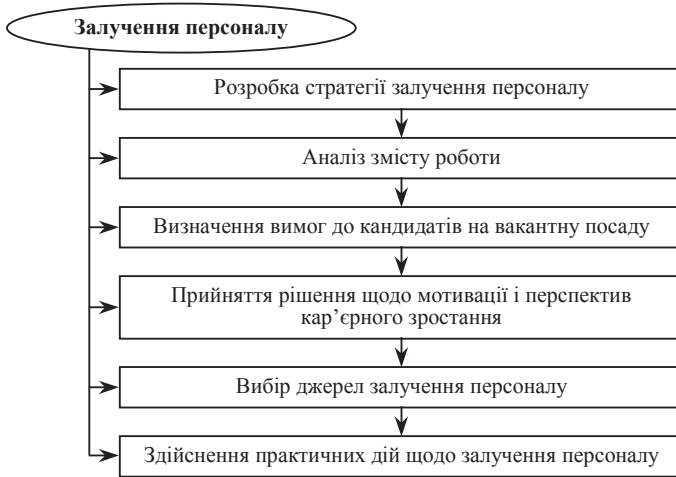 Залучення персоналу
Розробка стратегії залучення персоналу
Аналіз змісту роботи
Визначення вимог до кандидатів на вакантну посаду
Прийняття рішення щодо мотивації і перспектив
кар’єрного зростання
Вибір джерел залучення персоналу
Здійснення практичних дій щодо залучення персоналу